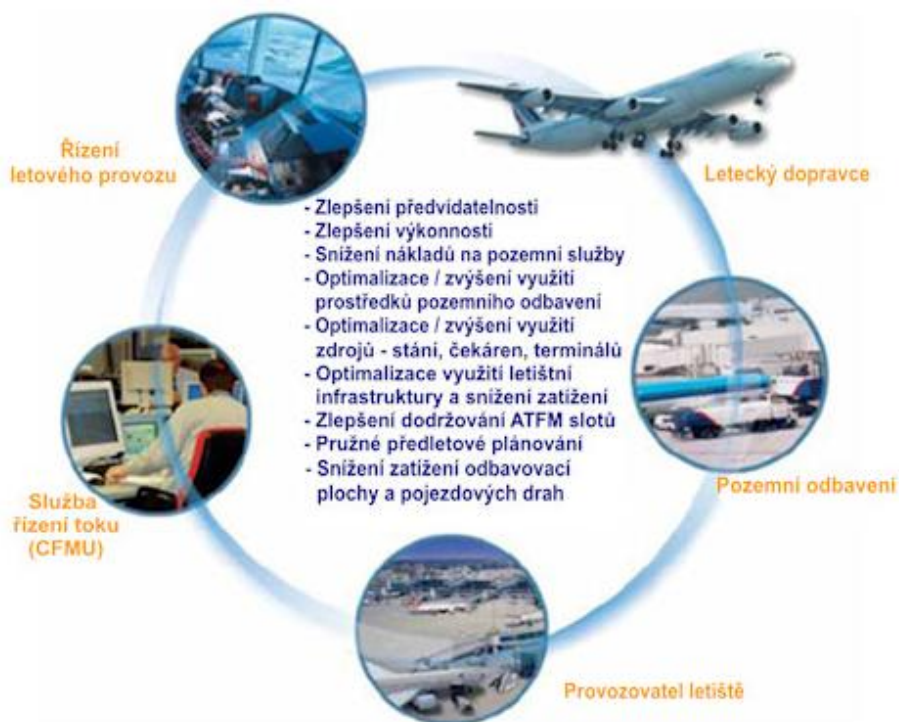 Řízení
letového provozu
Letecký dopravce
- Zlepšení předvidatelnosti
- Zlepšení výkonnosti
- Snížení nákladů na pozemní služby
- Optimalizace / zvýšení využití
prostředků pozemního odbavení
- Optimalizace / zvýšení využití
zdrojů - stání, čekáren, terminálů
- Optimalizace využití letištní
infrastruktury a snížení zatížení
- Zlepšení dodržování ATFM slotů
- Pružné předletové plánování
- Snížení zatížení odbavovací
plochy a pojezdových drah
Pozemní odbavení
Služba
řízení toku
(CFMU)
Provozovatel letiště